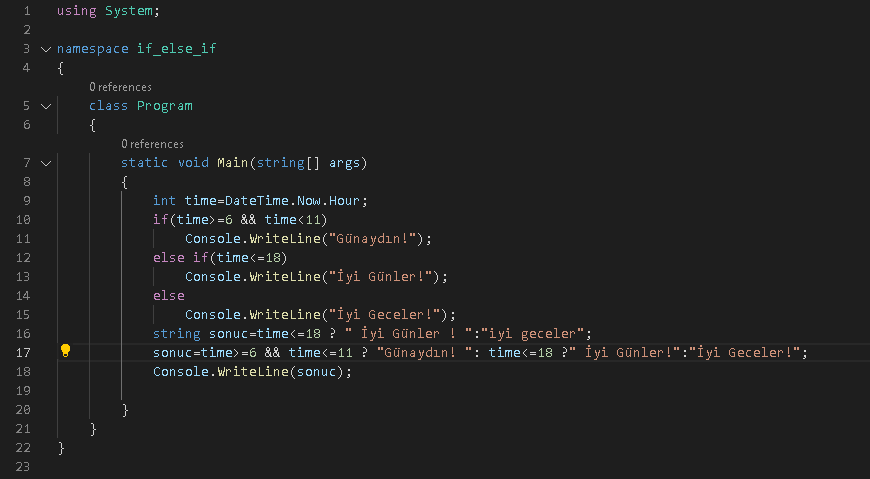 1 using System;
2
3 namespace if_else_if
4 {
0 references
5 class Program
6 {
0 references
7 static void Main(string[] args)
8 {
9 int time=DateTime.Now.Hour;
10 if(time>=6 && time<11)
11 Console.WriteLine("Günaydın!");
12 else if(time<=18)
13 Console.WriteLine("İyi Günler!");
14 else
15 Console.WriteLine("İyi Geceler!");
16 string sonuc=time<=18 ? " İyi Günler ! ":"iyi geceler";
17 sonuc=time>=6 && time<=11 ? "Günaydın! ": time<=18 ?" İyi Günler!":"İyi Geceler!";
18 Console.WriteLine(sonuc);
19
20 }
21 }
22 }
23